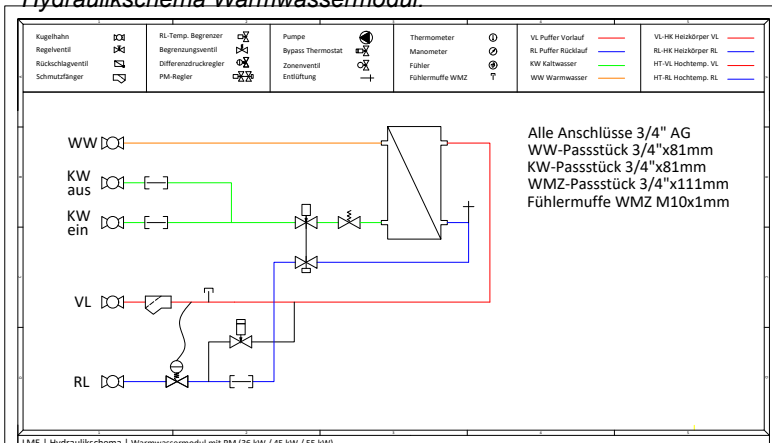 Hydraulikschema Warmwassermodul:
Kugelhahn
Regelventil
Rückschlagventil
Schmutzfänger
RL-Temp. Begrenzer
Begrenzungsventil
Differenzdruckregler
PM-Regler
Pumpe
Bypass Thermostat
Zonenventil
Entlüftung
Thermometer
Manometer
Fühler
Fühlermuffe WMZ
VL Puffer Vorlauf
RL Puffer Rücklauf
KW Kaltwasser
WW Warmwasser
VL-HK Heizkörper VL
RL-HK Heizkörper RL
HT-VL Hochtemp. VL
HT-RL Hochtemp. RL
WW
KW
aus
KW
ein
VL
RL
Alle Anschlüsse 3/4" AG
WW-Passstück 3/4"x81mm
KW-Passstück 3/4"x81mm
WMZ-Passstück 3/4"x111mm
Fühlermuffe WMZ M10x1mm
LME | Hydraulikschema | Warmwassermodul mit PM (36 kW / 45 kW / 55 kW)